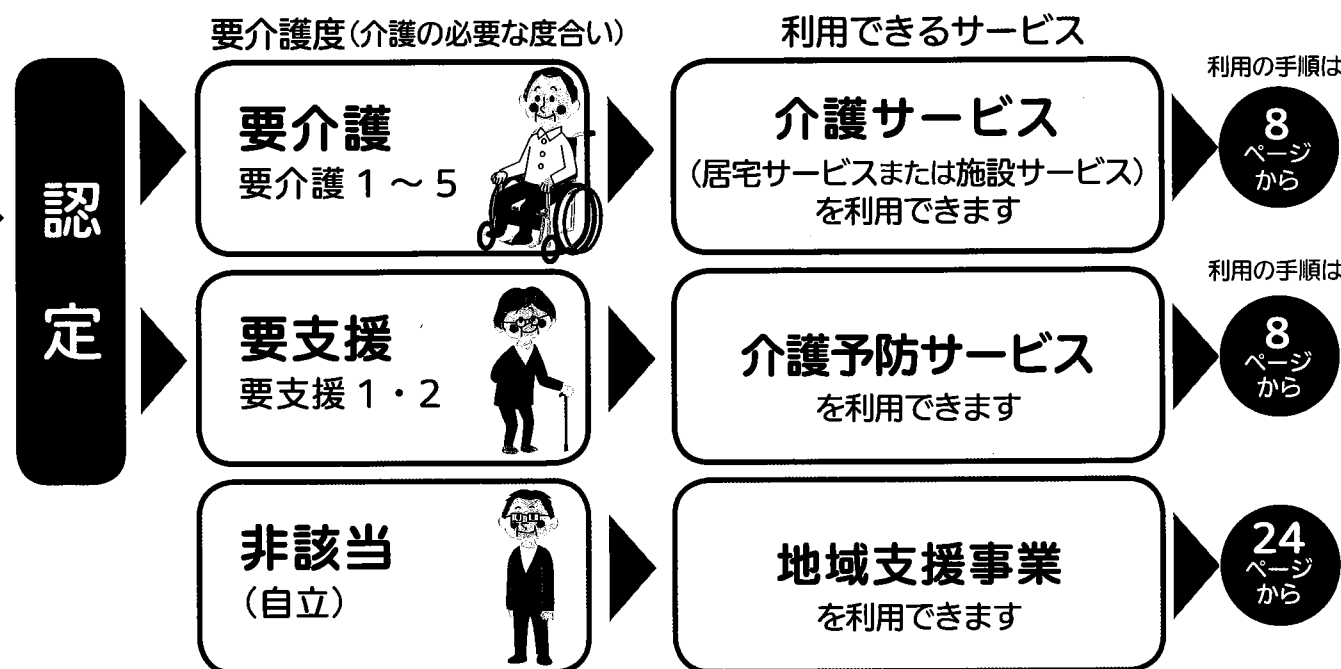 要介護度（介護の必要な度合い）
利用できるサービス
認定
要介護
要介護1～5
介護サービス
（居宅サービスまたは施設サービス）
を利用できます
利用の手順は
8
ページ
から
要支援
要支援1・2
介護予防サービス
を利用できます
利用の手順は
8
ページ
から
非該当
（自立）
地域支援事業
を利用できます
24
ページ
から